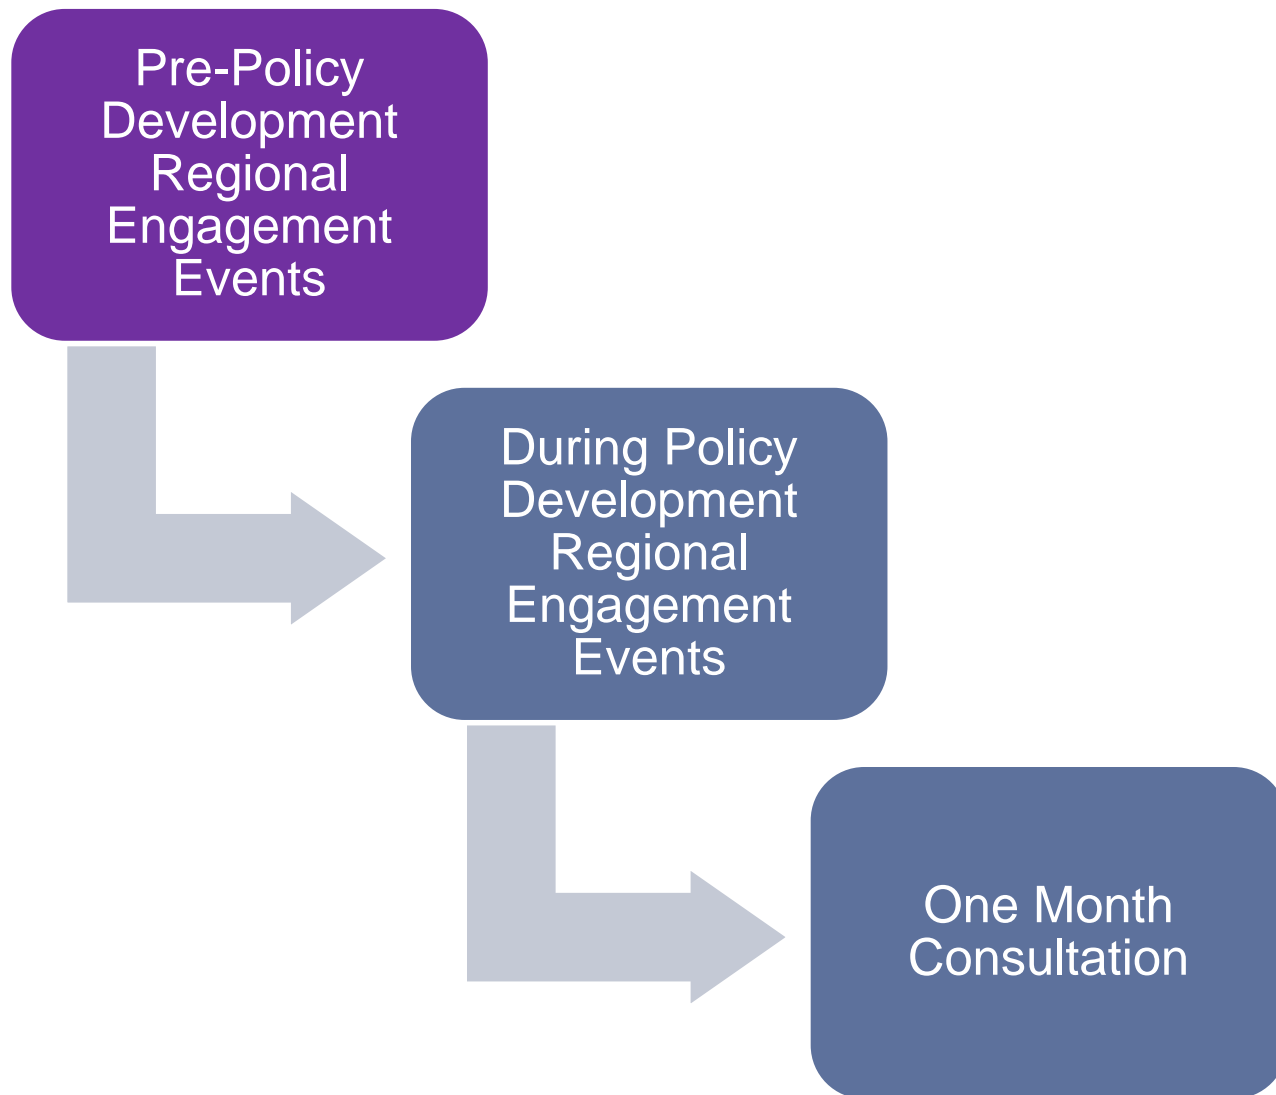 Pre-Policy
Development
Regional
Engagement
Events
During Policy
Development
Regional
Engagement
Events
One Month
Consultation